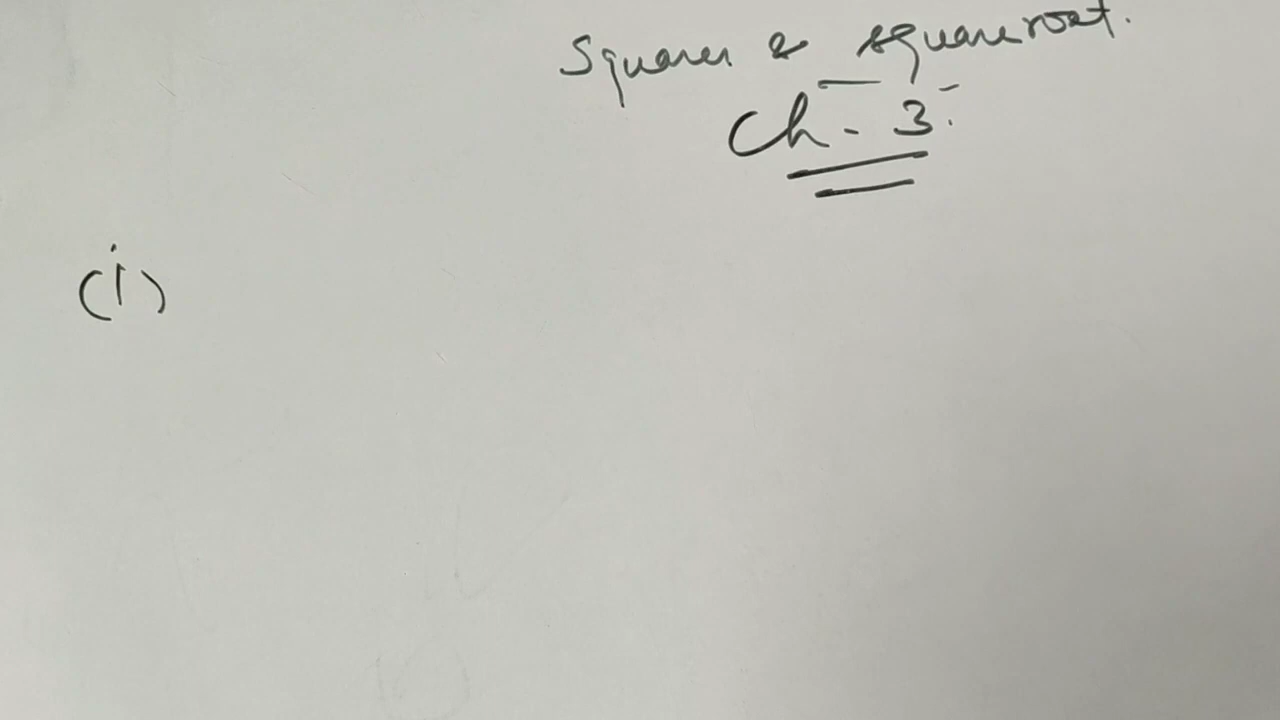 Squares & squareroot.
Ch - 3.
(i)